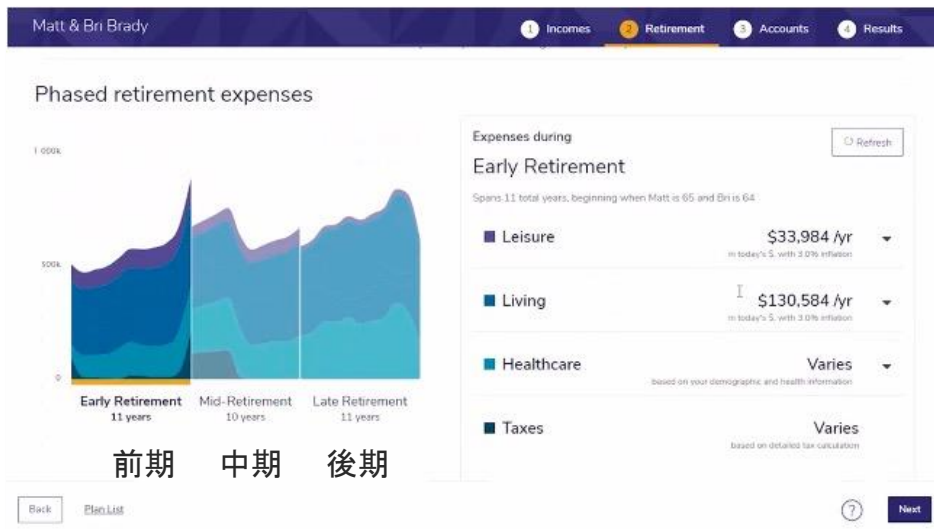 Matt & Bri Brady
1 Incomes
2 Retirement
3 Accounts
4 Results
Phased retirement expenses
1 000k
500k
0
Early Retirement
11 years
Mid-Retirement
10 years
Late Retirement
11 years
前期 中期 後期
Expenses during
Refresh
Early Retirement
Spans 11 total years, beginning when Matt is 65 and Bri is 64
Leisure
$33,984 /yr
in today's $, with 3.0% inflation
Living
$130,584 /yr
in today's $, with 3.0% inflation
Healthcare
Varies
based on your demographic and health information
Taxes
Varies
based on detailed tax calculation
Back
Plan List
?
Next